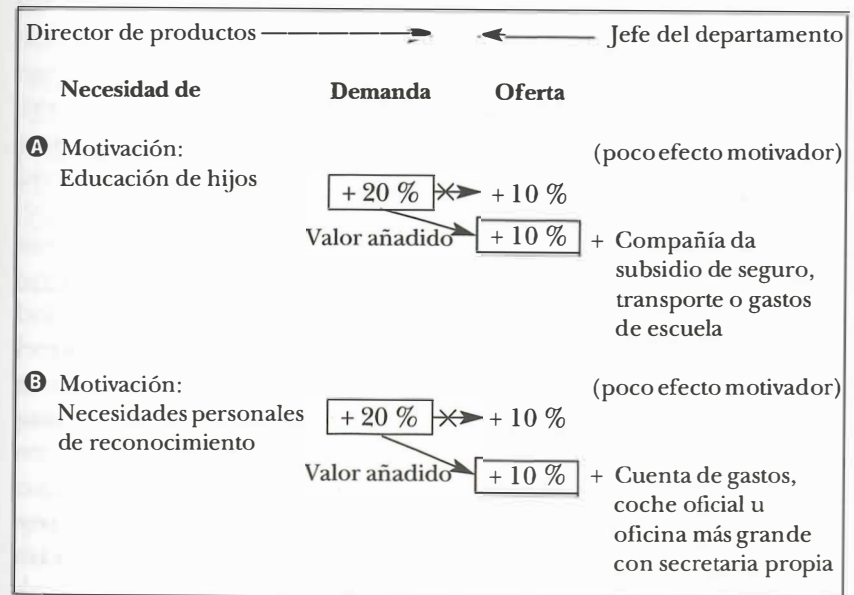 Director de productos Jefe del departamento
Necesidad de Demanda Oferta
A Motivación: (poco efecto motivador)
Educación de hijos
+ 20 % + 10 %
Valor añadido + 10 % + Compañía da
subsidio de seguro,
transporte o gastos
de escuela
B Motivación: (poco efecto motivador)
Necesidades personales + 20 % + 10 %
de reconocimiento
Valor añadido + 10 % + Cuenta de gastos,
coche oficial u
oficina más grande
con secretaria propia